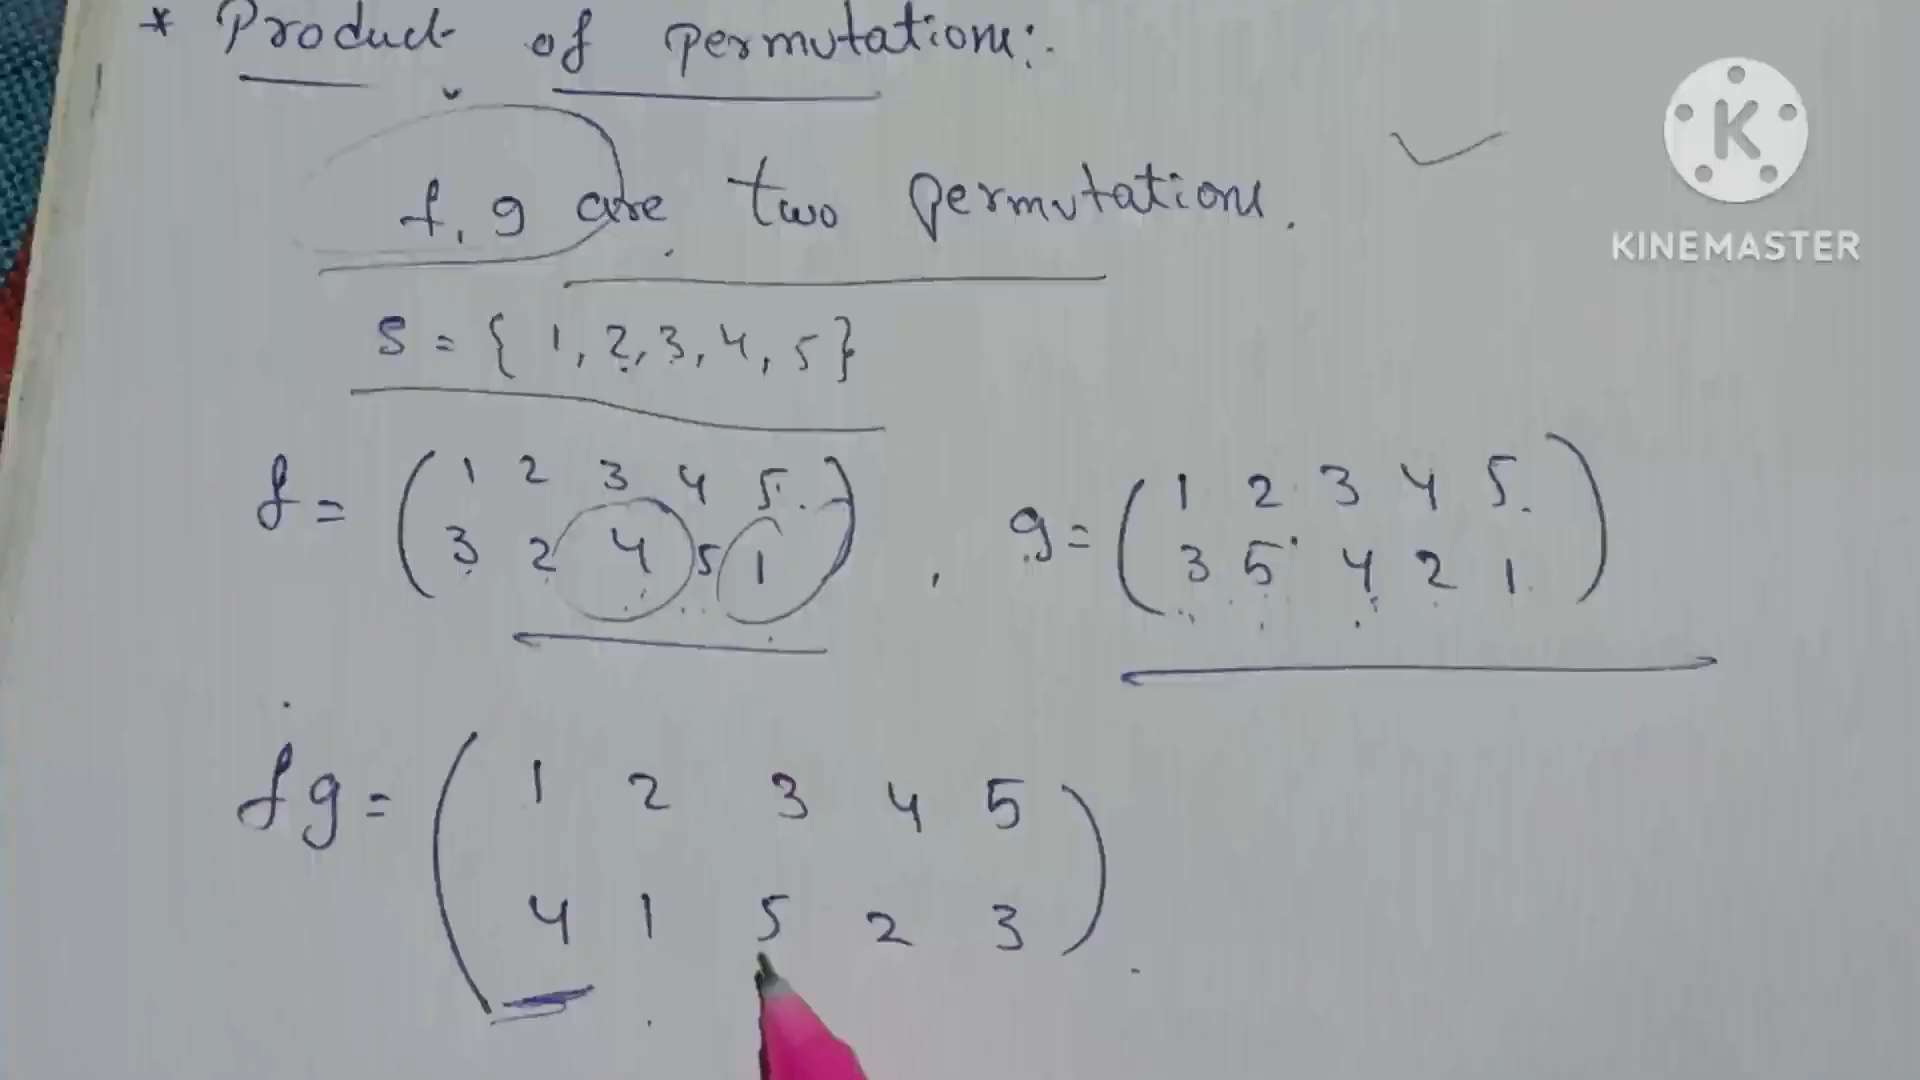 * Product of permutations:
f, g are two permutations.
S = { 1, 2, 3, 4, 5 }
f = ( 1 2 3 4 5 , g = ( 1 2 3 4 5
3 2 4 5 1 ) 3 5 4 2 1 )
fg = ( 1 2 3 4 5
4 1 5 2 3 )
K
KINEMASTER